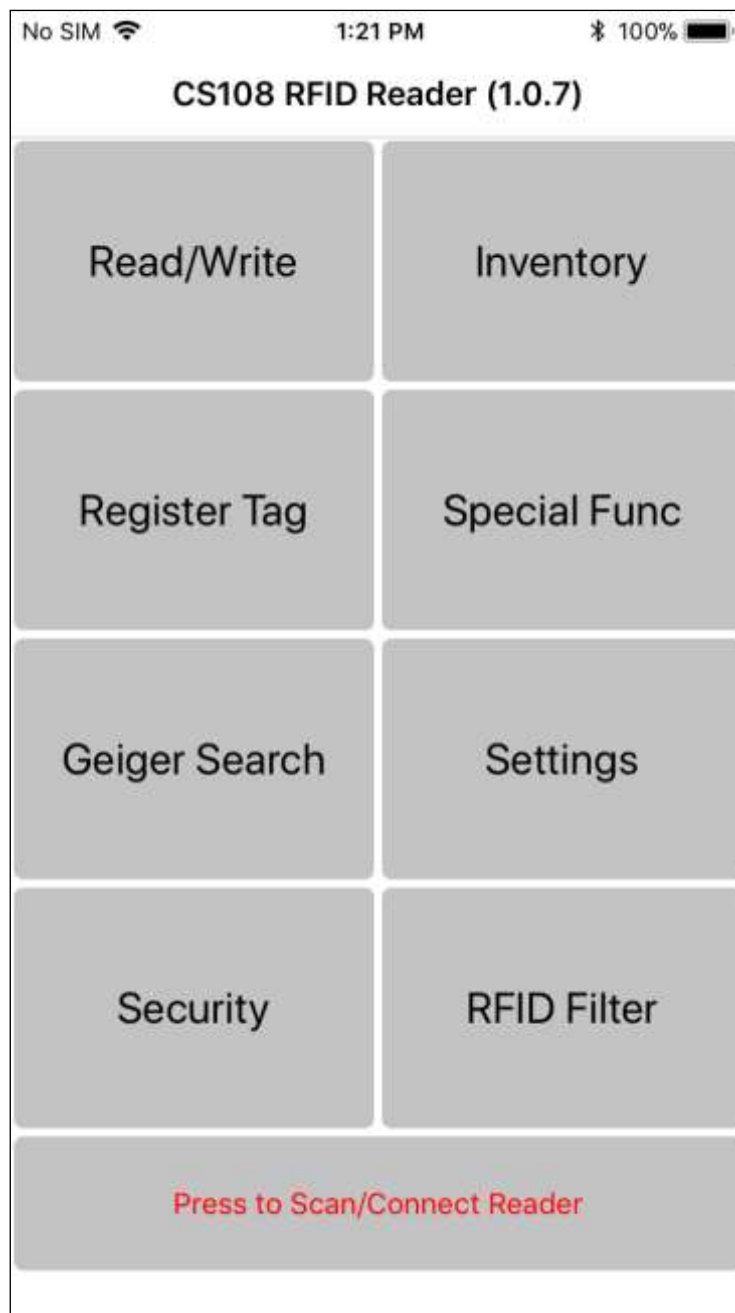 No SIM 1:21 PM 100%
CS108 RFID Reader (1.0.7)
Read/Write Inventory
Register Tag Special Func
Geiger Search Settings
Security RFID Filter
Press to Scan/Connect Reader